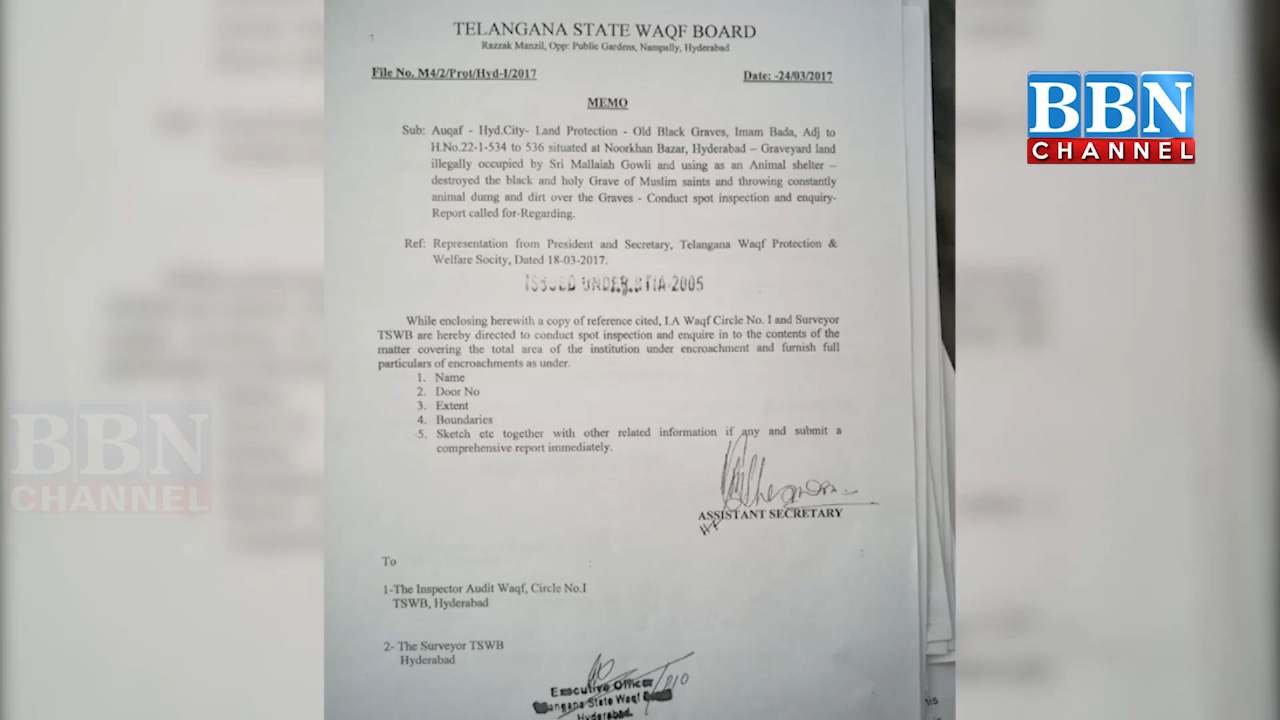 TELANGANA STATE WAQF BOARD
Razzak Manzil, Opp: Public Gardens, Nampally, Hyderabad
File No. M4/2/Prot/Hyd-I/2017 Date: -24/03/2017
MEMO
Sub: Auqaf - Hyd.City- Land Protection - Old Black Graves, Imam Bada, Adj to
H.No.22-1-534 to 536 situated at Noorkhan Bazar, Hyderabad – Graveyard land
illegally occupied by Sri Mallaiah Gowli and using as an Animal shelter –
destroyed the black and holy Grave of Muslim saints and throwing constantly
animal dumg and dirt over the Graves - Conduct spot inspection and enquiry-
Report called for-Regarding.
Ref: Representation from President and Secretary, Telangana Waqf Protection &
Welfare Socity, Dated 18-03-2017.
ISSUED UNDER RTIA-2005
While enclosing herewith a copy of reference cited, I.A Waqf Circle No. I and Surveyor
TSWB are hereby directed to conduct spot inspection and enquire in to the contents of the
matter covering the total area of the institution under encroachment and furnish full
particulars of encroachments as under.
1. Name
2. Door No
3. Extent
4. Boundaries
5. Sketch etc together with other related information if any and submit a
comprehensive report immediately.
ASSISTANT SECRETARY
To
1-The Inspector Audit Waqf, Circle No.I
TSWB, Hyderabad
2- The Surveyor TSWB
Hyderabad
Executive Officer
State Waqf
Hyderabad.
BBN
CHANNEL
BBN
CHANNEL